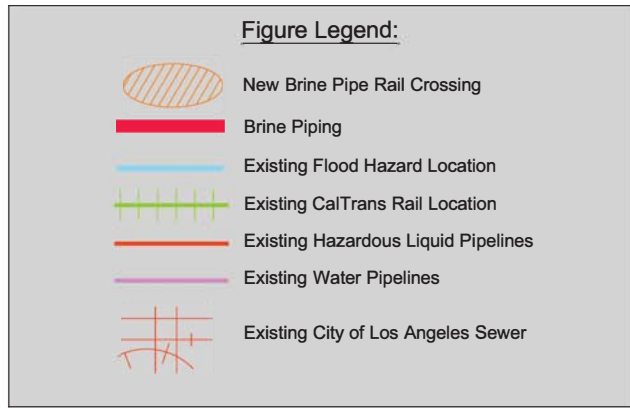 Figure Legend:
New Brine Pipe Rail Crossing
Brine Piping
Existing Flood Hazard Location
Existing CalTrans Rail Location
Existing Hazardous Liquid Pipelines
Existing Water Pipelines
Existing City of Los Angeles Sewer